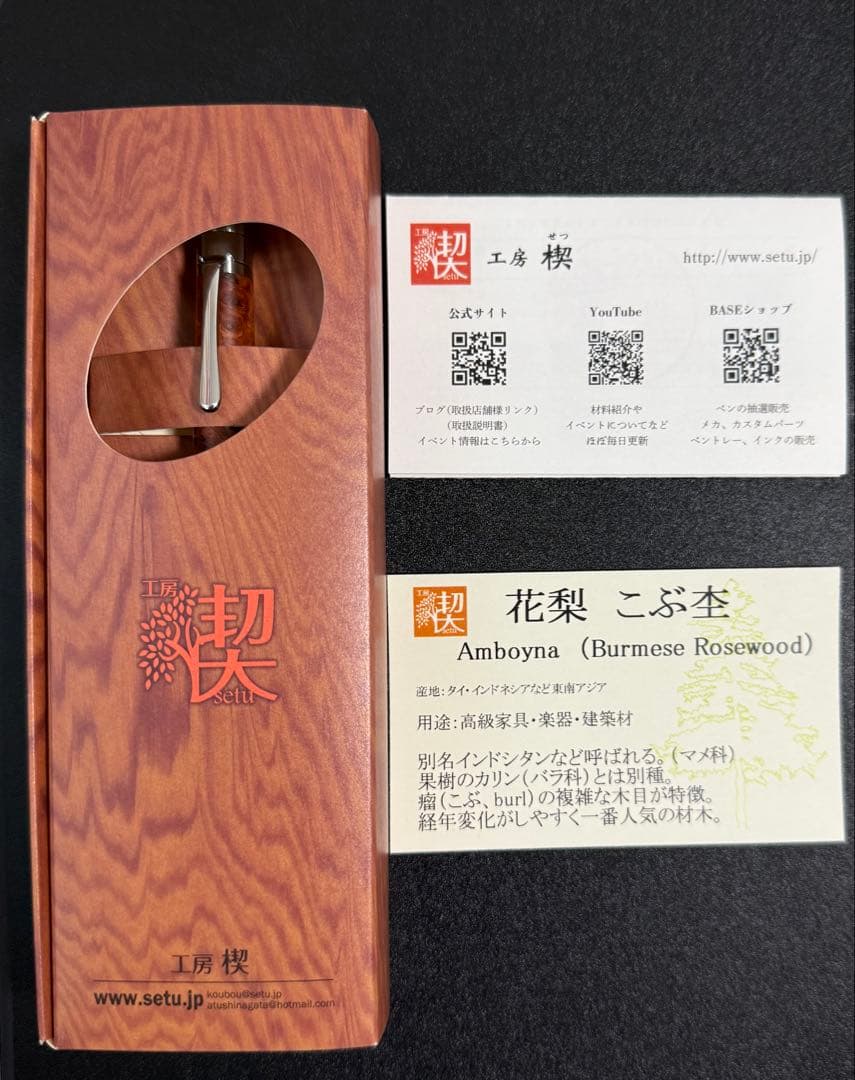 工房
楔
setu
工房 楔
www.setu.jp
koubou@setu.jp
atushinagata@hotmail.com
工房
楔
setu
せつ
工房 楔
http://www.setu.jp/
公式サイト
ブログ(取扱店舗様リンク)
(取扱説明書)
イベント情報はこちらから
YouTube
材料紹介や
イベントについてなど
ほぼ毎日更新
BASEショップ
ペンの抽選販売
メカ、カスタムパーツ
ペントレー、インクの販売
工房
楔
setu
花梨 こぶ杢
Amboyna (Burmese Rosewood)
産地:タイ・インドネシアなど東南アジア
用途:高級家具・楽器・建築材
別名インドシタンなど呼ばれる。(マメ科)
果樹のカリン(バラ科)とは別種。
瘤(こぶ、burl)の複雑な木目が特徴。
経年変化がしやすく一番人気の材木。